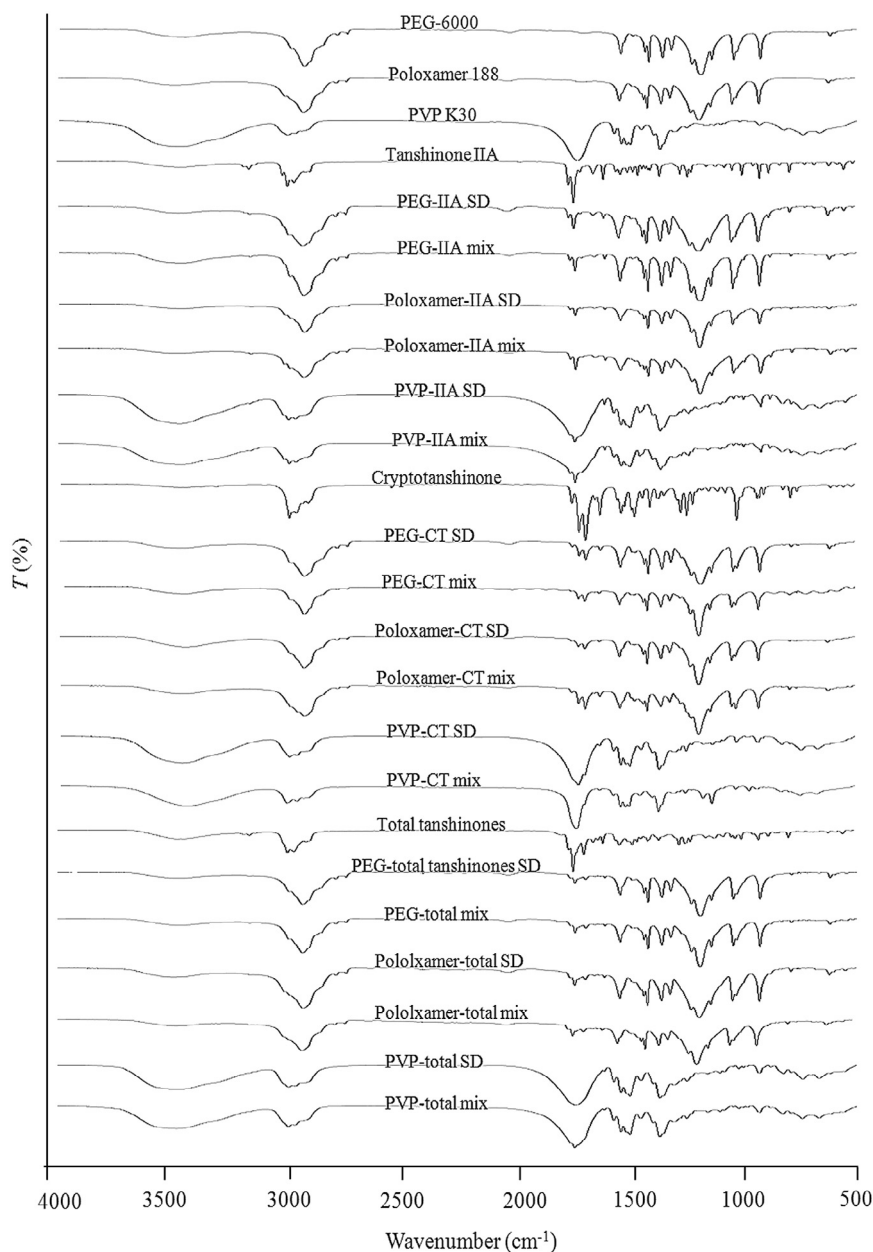 PEG-6000
Poloxamer 188
PVP K30
Tanshinone IIA
PEG-IIA SD
PEG-IIA mix
Poloxamer-IIA SD
Poloxamer-IIA mix
PVP-IIA SD
PVP-IIA mix
Cryptotanshinone
PEG-CT SD
PEG-CT mix
Poloxamer-CT SD
Poloxamer-CT mix
PVP-CT SD
PVP-CT mix
Total tanshinones
PEG-total tanshinones SD
PEG-total mix
Pololxamer-total SD
Pololxamer-total mix
PVP-total SD
PVP-total mix
T (%)
4000 3500 3000 2500 2000 1500 1000 500
Wavenumber (cm⁻¹)